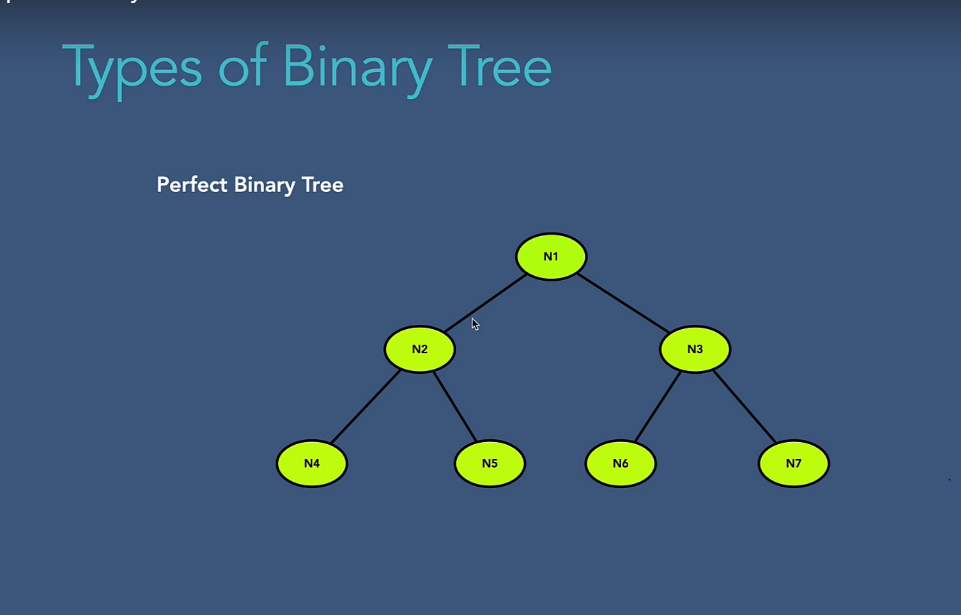 Types of Binary Tree
Perfect Binary Tree
N1
N2
N3
N4
N5
N6
N7